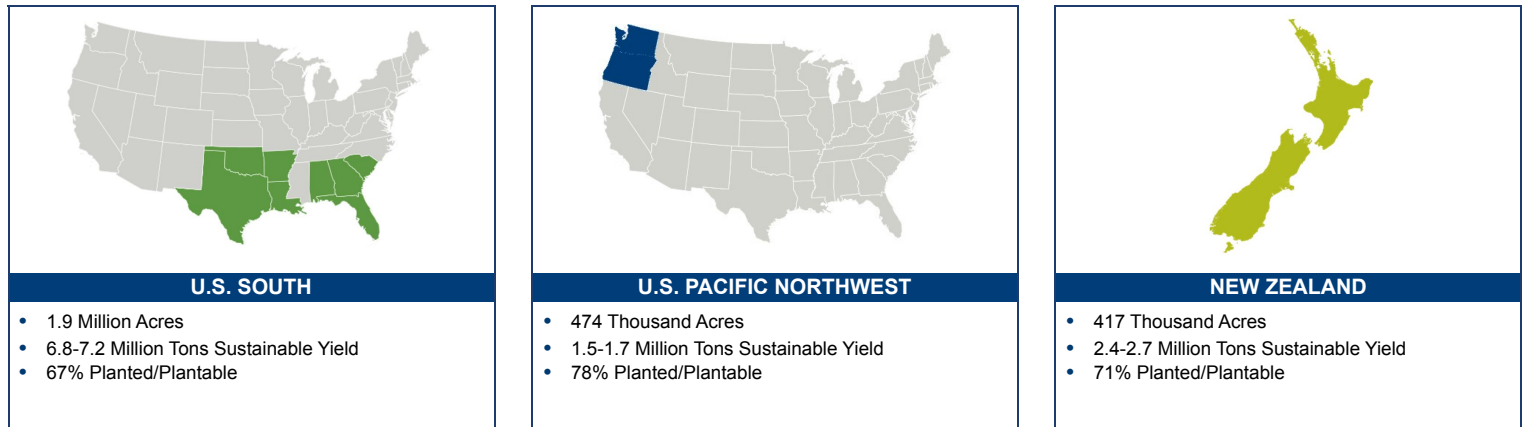 U.S. SOUTH
• 1.9 Million Acres
• 6.8-7.2 Million Tons Sustainable Yield
• 67% Planted/Plantable
U.S. PACIFIC NORTHWEST
• 474 Thousand Acres
• 1.5-1.7 Million Tons Sustainable Yield
• 78% Planted/Plantable
NEW ZEALAND
• 417 Thousand Acres
• 2.4-2.7 Million Tons Sustainable Yield
• 71% Planted/Plantable